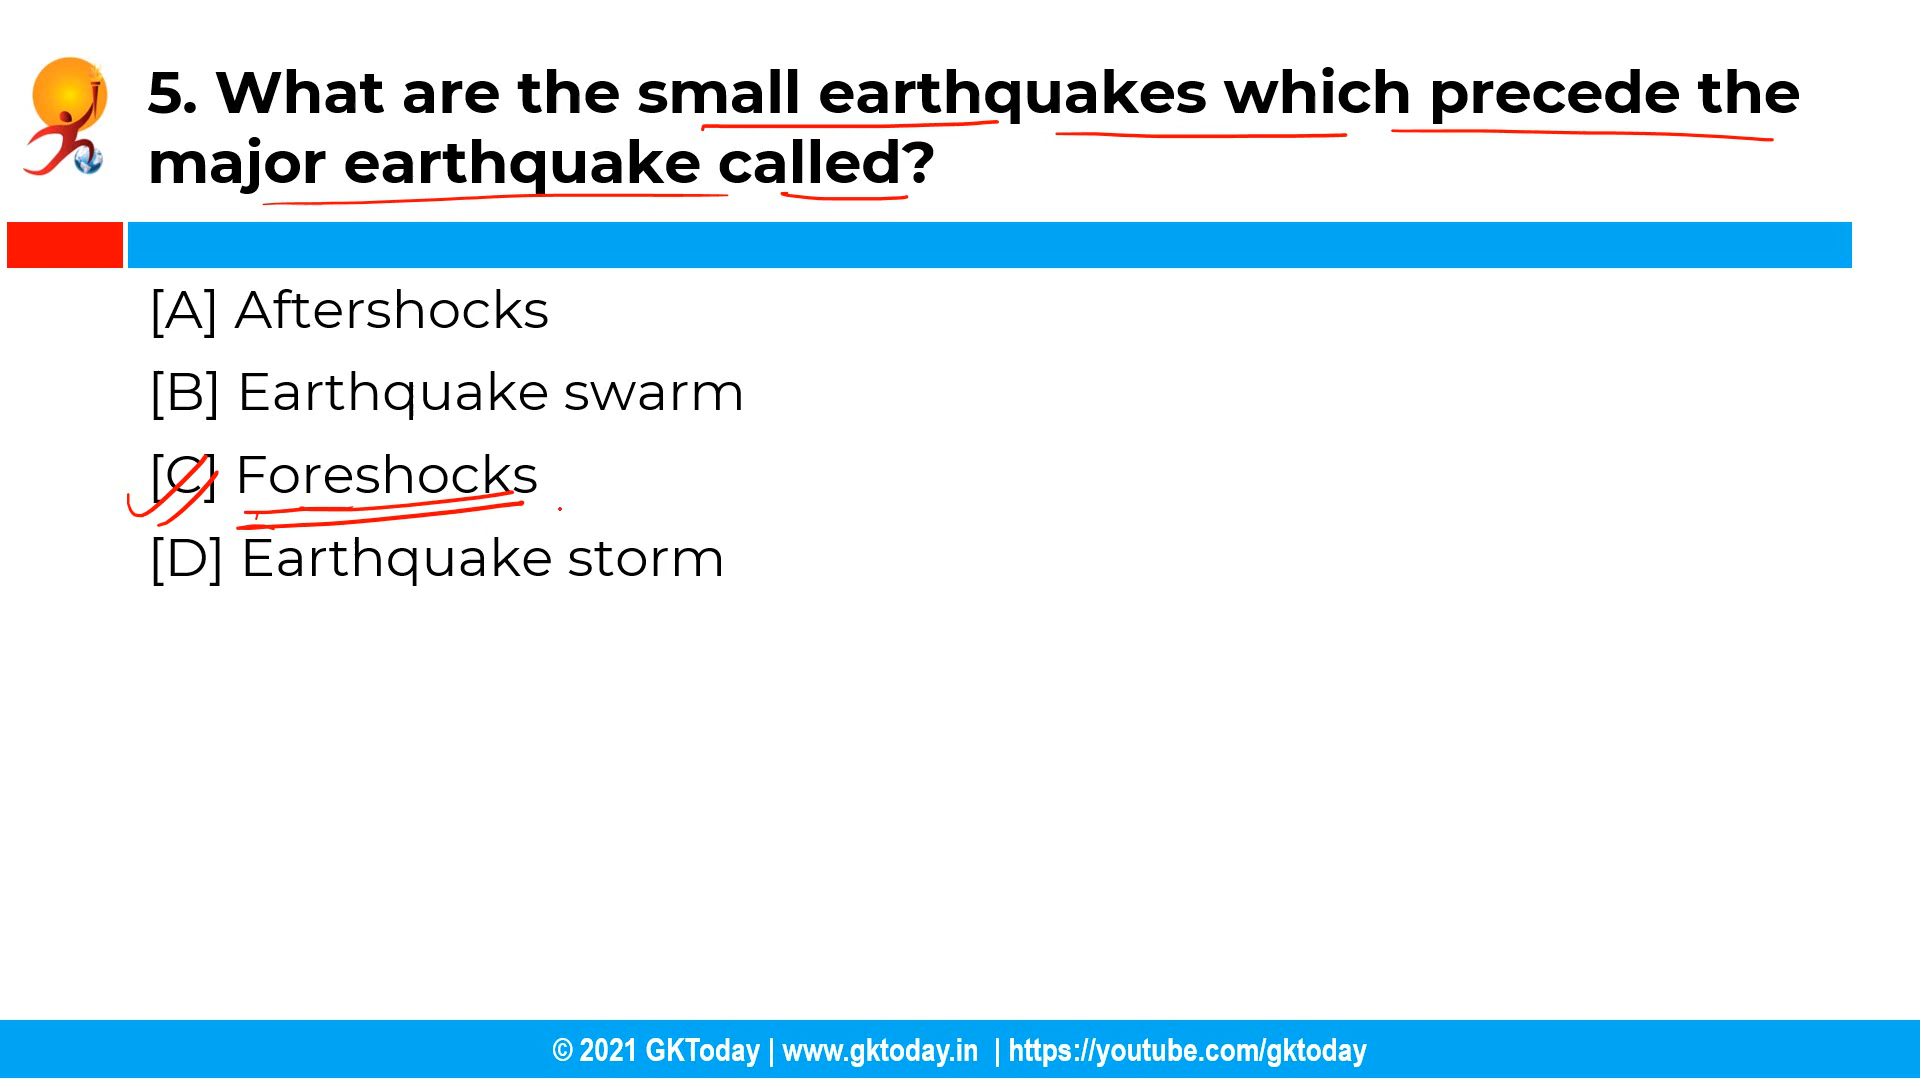 5. What are the small earthquakes which precede the
major earthquake called?
[A] Aftershocks
[B] Earthquake swarm
[C] Foreshocks
[D] Earthquake storm
© 2021 GKToday | www.gktoday.in | https://youtube.com/gktoday